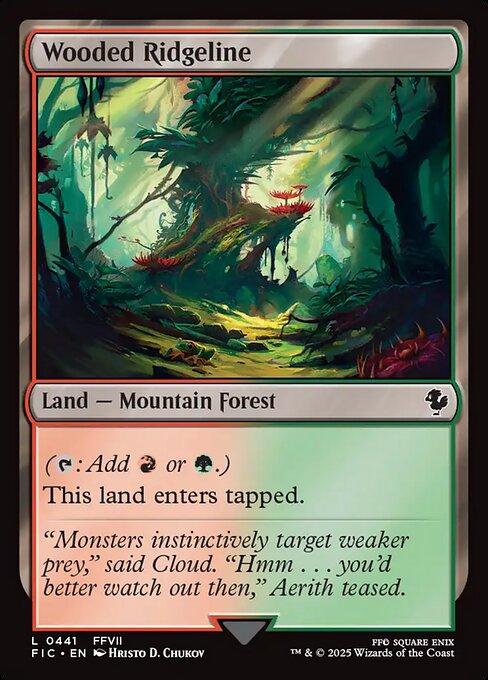 Wooded Ridgeline
Land — Mountain Forest
(: Add or .)
This land enters tapped.
“Monsters instinctively target weaker
prey,” said Cloud. “Hmm . . . you’d
better watch out then,” Aerith teased.
L 0441 FFVII
FIC • EN Hristo D. Chukov
FF© SQUARE ENIX
™ & © 2025 Wizards of the Coast